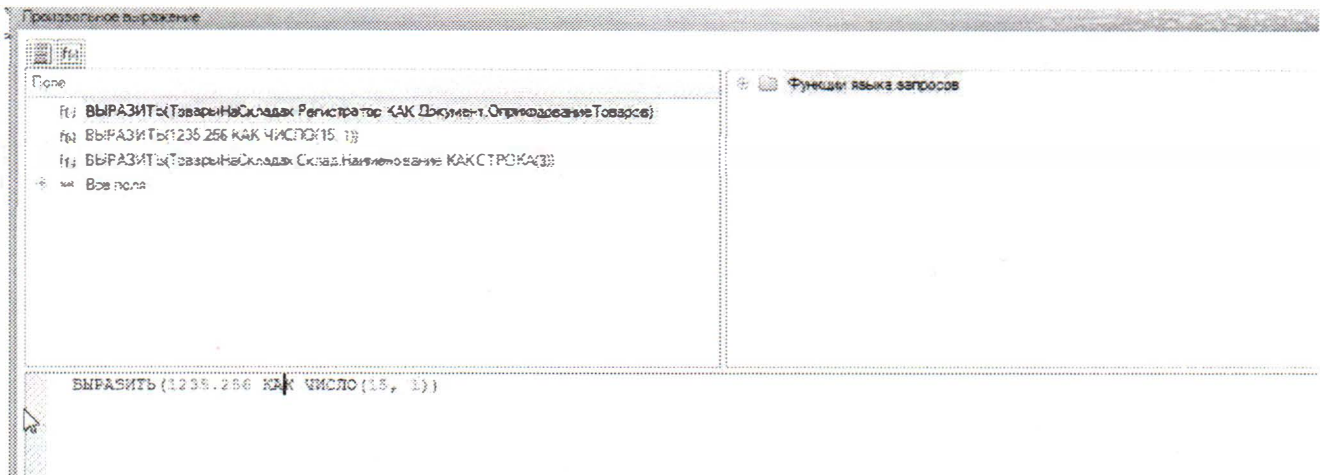 Произвольное выражение
Поле
Функции языка запросов
ВЫРАЗИТЬ(ТоварыНаСкладах.Регистратор КАК Документ.ОприходованиеТоваров)
ВЫРАЗИТЬ(1235.256 КАК ЧИСЛО(15, 1))
ВЫРАЗИТЬ(ТоварыНаСкладах.Склад.Наименование КАК СТРОКА(3))
Все поля
ВЫРАЗИТЬ(1235.256 КАК ЧИСЛО(15, 1))